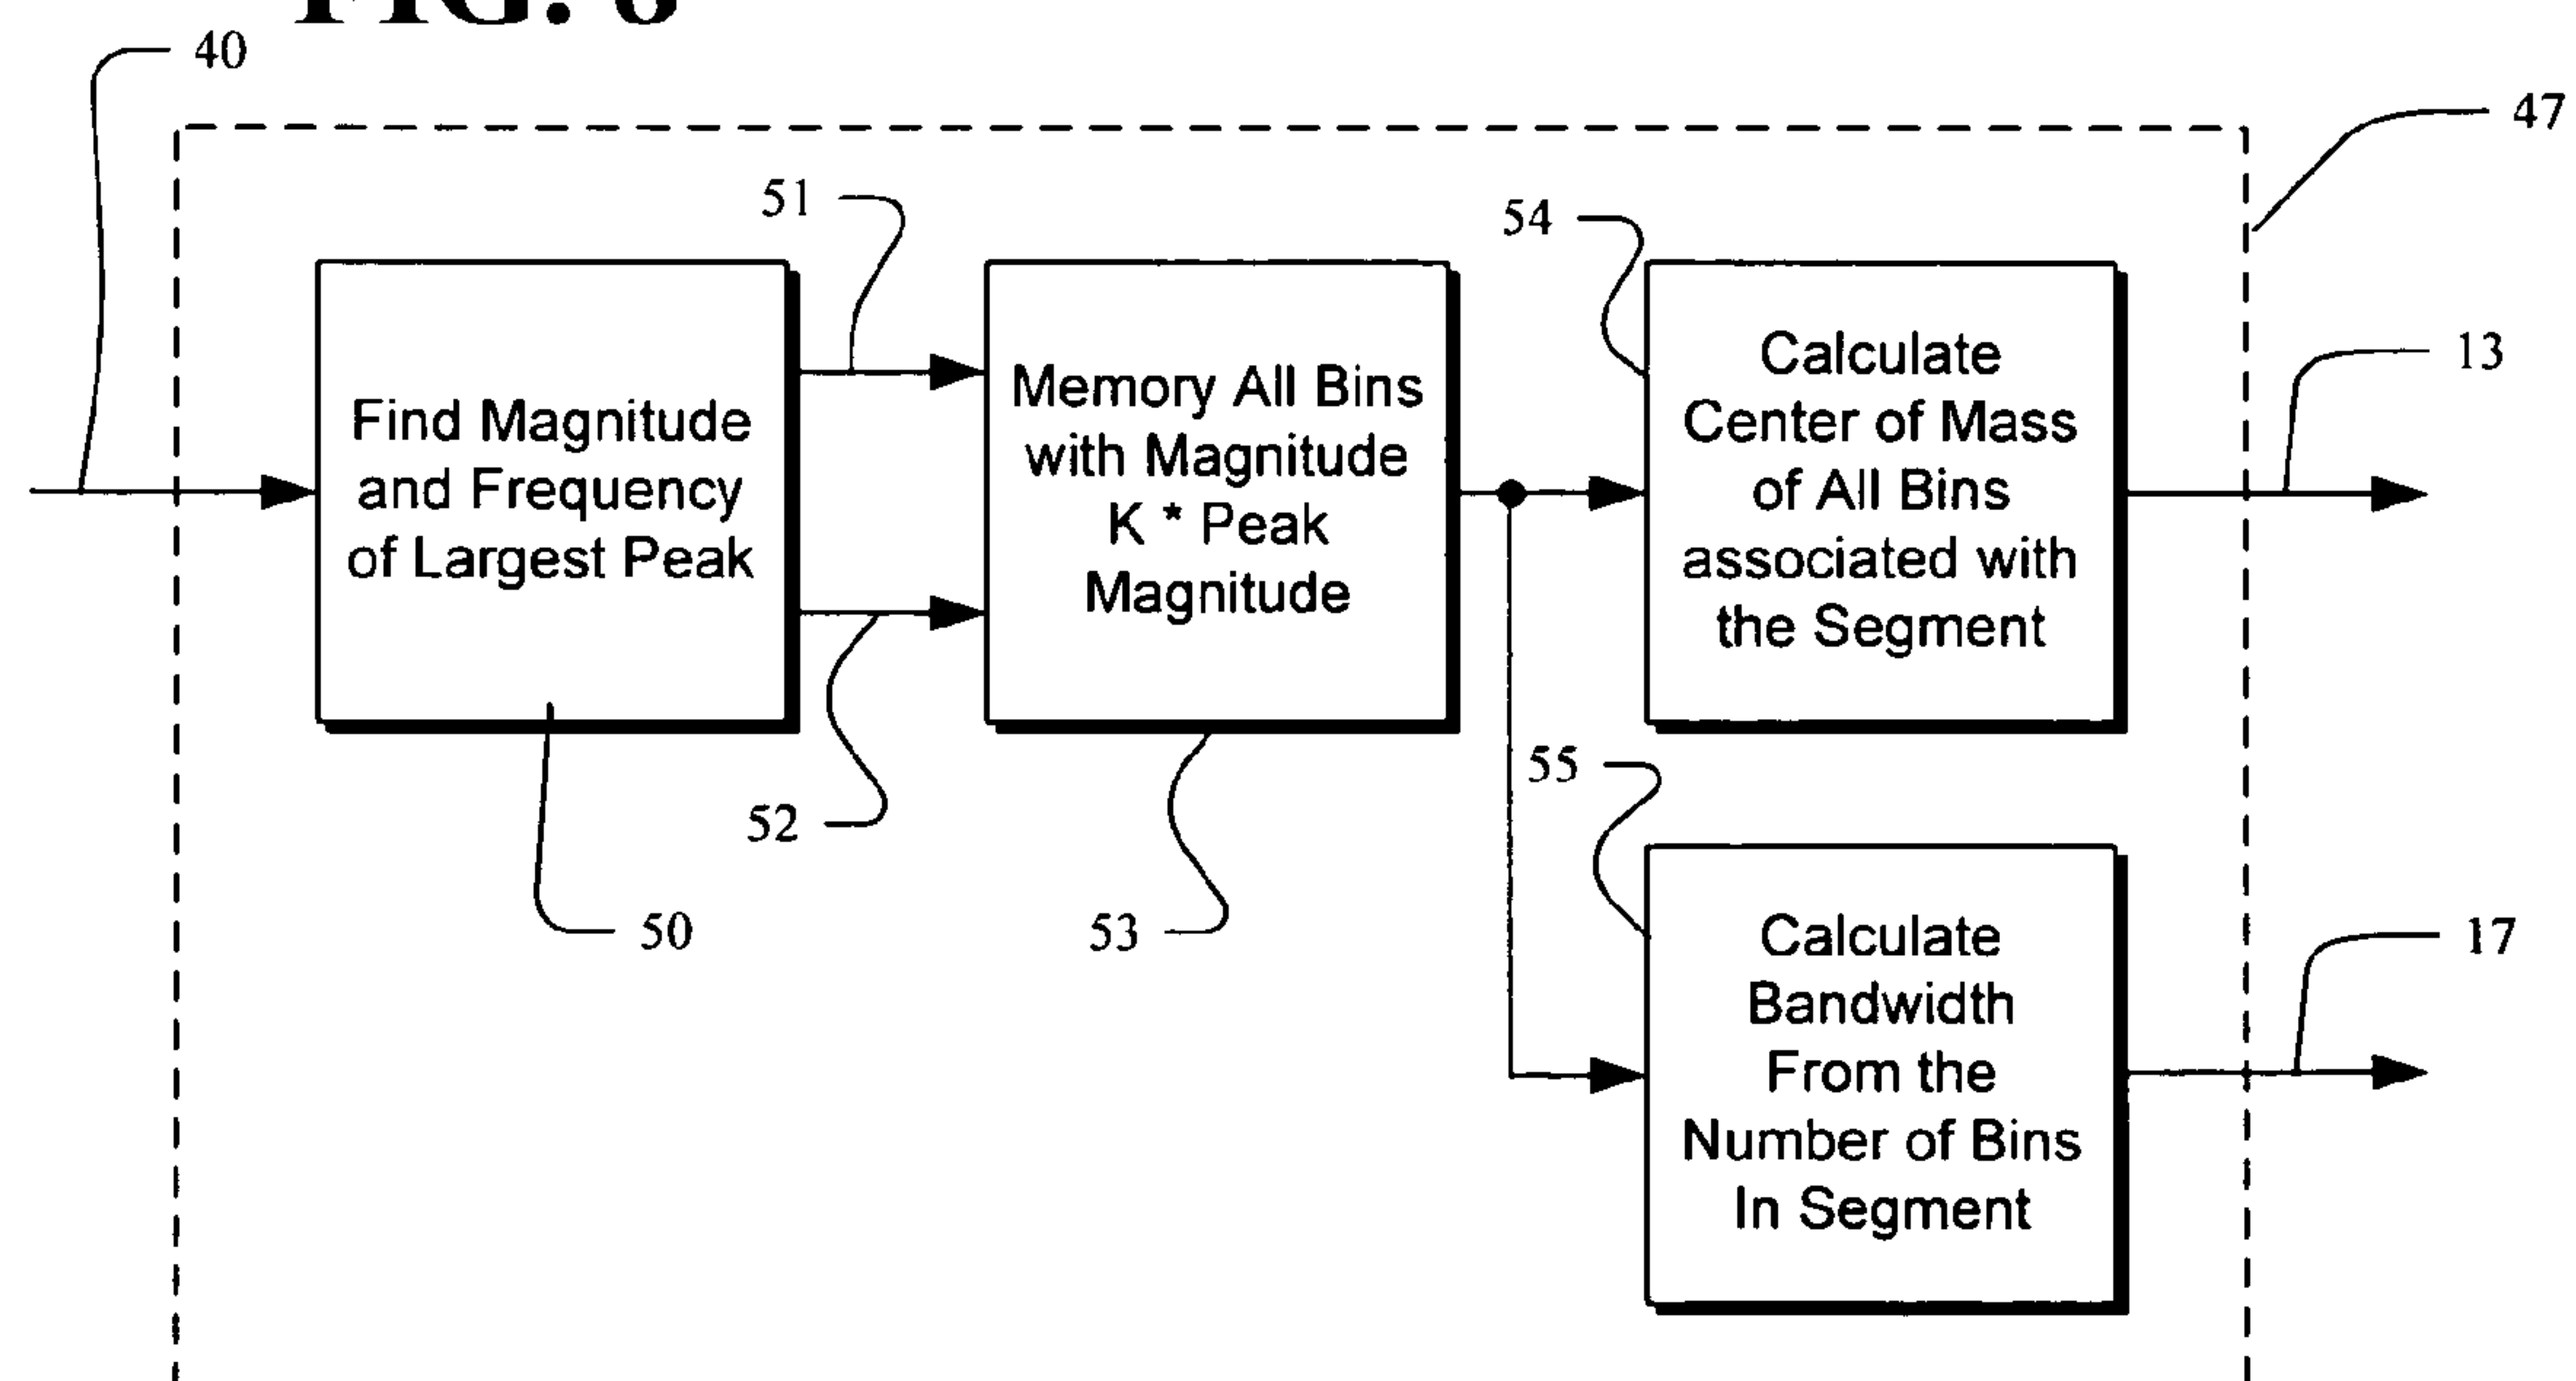 FIG. 6
40
47
51
54
Find Magnitude
and Frequency
of Largest Peak
Memory All Bins
with Magnitude
K * Peak
Magnitude
Calculate
Center of Mass
of All Bins
associated with
the Segment
13
52
50
53
55
Calculate
Bandwidth
From the
Number of Bins
In Segment
17